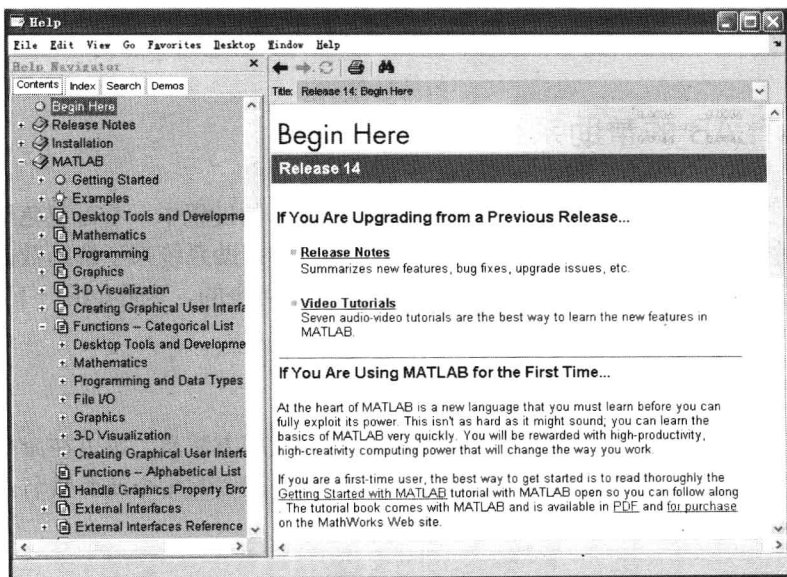 Help
File Edit View Go Favorites Desktop Window Help
Help Navigator
Contents Index Search Demos
Begin Here
Release Notes
Installation
MATLAB
Getting Started
Examples
Desktop Tools and Developme
Mathematics
Programming
Graphics
3-D Visualization
Creating Graphical User Interfa
Functions -- Categorical List
Desktop Tools and Developme
Mathematics
Programming and Data Types
File I/O
Graphics
3-D Visualization
Creating Graphical User Interfa
Functions -- Alphabetical List
Handle Graphics Property Bro
External Interfaces
External Interfaces Reference
Title: Release 14: Begin Here
Begin Here
Release 14
If You Are Upgrading from a Previous Release...
Release Notes
Summarizes new features, bug fixes, upgrade issues, etc.
Video Tutorials
Seven audio-video tutorials are the best way to learn the new features in
MATLAB.
If You Are Using MATLAB for the First Time...
At the heart of MATLAB is a new language that you must learn before you can
fully exploit its power. This isn't as hard as it might sound; you can learn the
basics of MATLAB very quickly. You will be rewarded with high-productivity,
high-creativity computing power that will change the way you work.
If you are a first-time user, the best way to get started is to read thoroughly the
Getting Started with MATLAB tutorial with MATLAB open so you can follow along
. The tutorial book comes with MATLAB and is available in PDF and for purchase
on the MathWorks Web site.